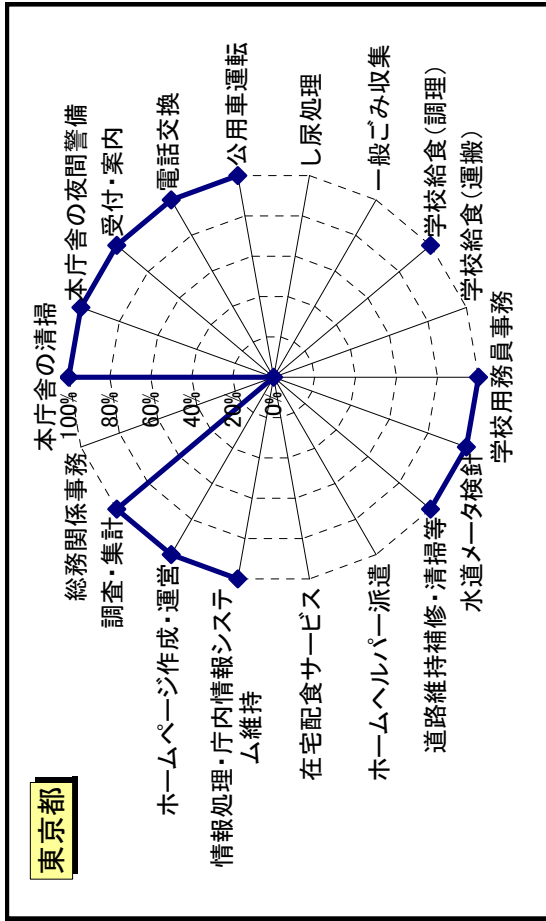 東京都
本庁舎の清掃
本庁舎の夜間警備
受付・案内
電話交換
公用車運転
し尿処理
一般ごみ収集
学校給食(調理)
学校給食(運搬)
学校用務員事務
水道メータ検針
道路維持補修・清掃等
ホームヘルパー派遣
在宅配食サービス
情報処理・庁内情報システ
ム維持
ホームページ作成・運営
調査・集計
総務関係事務
100%
80%
60%
40%
20%
0%